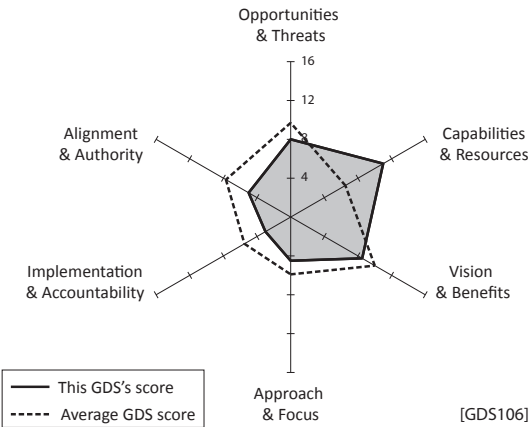 Opportunities
& Threats
16
12
8
4
Alignment
& Authority
Capabilities
& Resources
Implementation
& Accountability
Vision
& Benefits
This GDS's score
Average GDS score
Approach
& Focus
[GDS106]